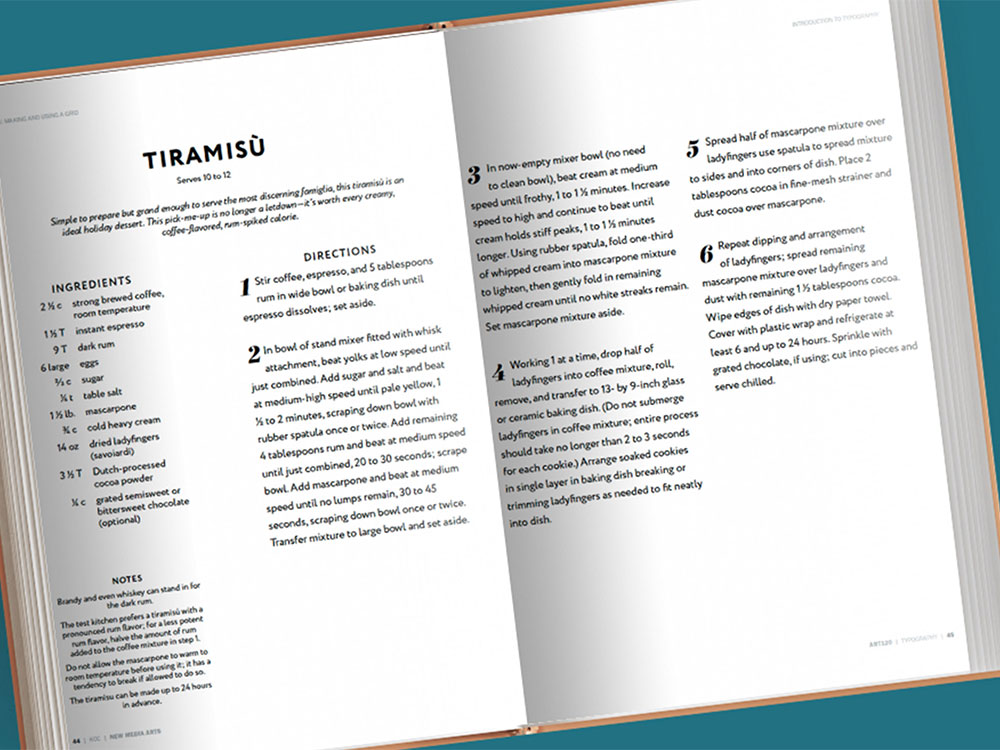 MAKING AND USING A GRID
TIRAMISÙ
Serves 10 to 12
Simple to prepare but grand enough to serve the most discerning famiglia, this tiramisù is an
ideal holiday dessert. This pick-me-up is no longer a letdown—it's worth every creamy,
coffee-flavored, rum-spiked calorie.
INGREDIENTS
2 ½ c strong brewed coffee,
room temperature
1 ½ T instant espresso
9 T dark rum
6 large eggs
⅔ c sugar
¼ t table salt
1 ½ lb. mascarpone
¾ c cold heavy cream
14 oz dried ladyfingers
(savoiardi)
3 ½ T Dutch-processed
cocoa powder
¼ c grated semisweet or
bittersweet chocolate
(optional)
NOTES
Brandy and even whiskey can stand in for
the dark rum.
The test kitchen prefers a tiramisù with a
pronounced rum flavor; for a less potent
rum flavor, halve the amount of rum
added to the coffee mixture in step 1.
Do not allow the mascarpone to warm to
room temperature before using it; it has a
tendency to break if allowed to do so.
The tiramisu can be made up to 24 hours
in advance.
44 | KCC | NEW MEDIA ARTS
DIRECTIONS
1 Stir coffee, espresso, and 5 tablespoons
rum in wide bowl or baking dish until
espresso dissolves; set aside.
2 In bowl of stand mixer fitted with whisk
attachment, beat yolks at low speed until
just combined. Add sugar and salt and beat
at medium-high speed until pale yellow, 1
½ to 2 minutes, scraping down bowl with
rubber spatula once or twice. Add remaining
4 tablespoons rum and beat at medium speed
until just combined, 20 to 30 seconds; scrape
bowl. Add mascarpone and beat at medium
speed until no lumps remain, 30 to 45
seconds, scraping down bowl once or twice.
Transfer mixture to large bowl and set aside.
INTRODUCTION TO TYPOGRAPHY
3 In now-empty mixer bowl (no need
to clean bowl), beat cream at medium
speed until frothy, 1 to 1 ½ minutes. Increase
speed to high and continue to beat until
cream holds stiff peaks, 1 to 1 ½ minutes
longer. Using rubber spatula, fold one-third
of whipped cream into mascarpone mixture
to lighten, then gently fold in remaining
whipped cream until no white streaks remain.
Set mascarpone mixture aside.
4 Working 1 at a time, drop half of
ladyfingers into coffee mixture, roll,
remove, and transfer to 13- by 9-inch glass
or ceramic baking dish. (Do not submerge
ladyfingers in coffee mixture; entire process
should take no longer than 2 to 3 seconds
for each cookie.) Arrange soaked cookies
in single layer in baking dish breaking or
trimming ladyfingers as needed to fit neatly
into dish.
5 Spread half of mascarpone mixture over
ladyfingers use spatula to spread mixture
to sides and into corners of dish. Place 2
tablespoons cocoa in fine-mesh strainer and
dust cocoa over mascarpone.
6 Repeat dipping and arrangement
of ladyfingers; spread remaining
mascarpone mixture over ladyfingers and
dust with remaining 1 ½ tablespoons cocoa.
Wipe edges of dish with dry paper towel.
Cover with plastic wrap and refrigerate at
least 6 and up to 24 hours. Sprinkle with
grated chocolate, if using; cut into pieces and
serve chilled.
ART120 | TYPOGRAPHY | 45